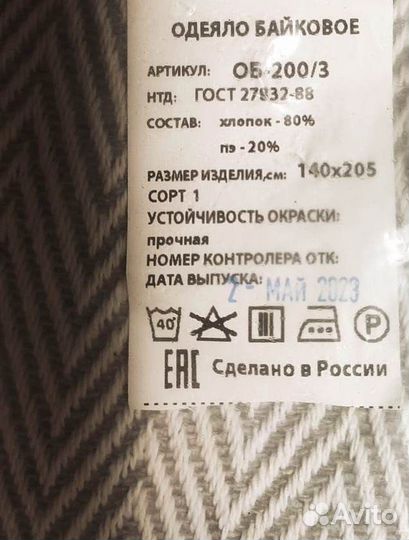 ОДЕЯЛО БАЙКОВОЕ
АРТИКУЛ: ОБ-200/3
НТД: ГОСТ 27832-88
СОСТАВ: хлопок - 80%
пэ - 20%
РАЗМЕР ИЗДЕЛИЯ,см: 140x205
СОРТ 1
УСТОЙЧИВОСТЬ ОКРАСКИ:
прочная
НОМЕР КОНТРОЛЕРА ОТК:
ДАТА ВЫПУСКА:
2 - МАЙ 2023
40° P
EAC Сделано в России
Avito